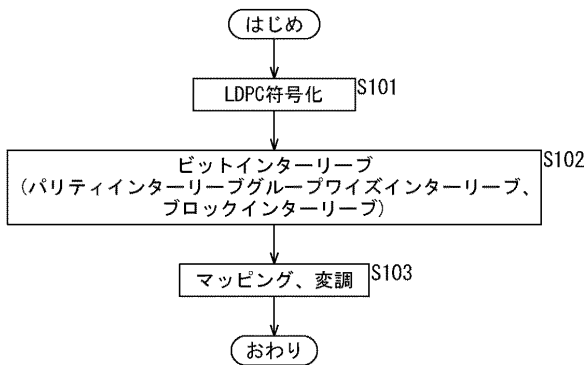 はじめ
LDPC符号化
S101
ビットインターリーブ
S102
(パリティインターリーブグループワイズインターリーブ、
ブロックインターリーブ)
マッピング、変調
S103
おわり